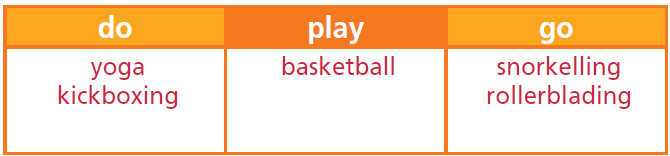 do play go
yoga basketball snorkelling
kickboxing rollerblading